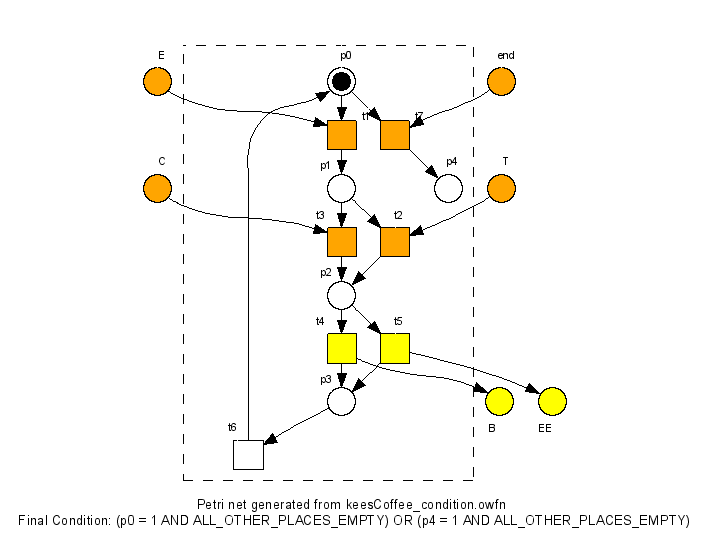 E p0 end
t1 t7
C p1 p4 T
t3 t2
p2
t4 t5
p3
t6 B EE
Petri net generated from keesCoffee_condition.owfn
Final Condition: (p0 = 1 AND ALL_OTHER_PLACES_EMPTY) OR (p4 = 1 AND ALL_OTHER_PLACES_EMPTY)